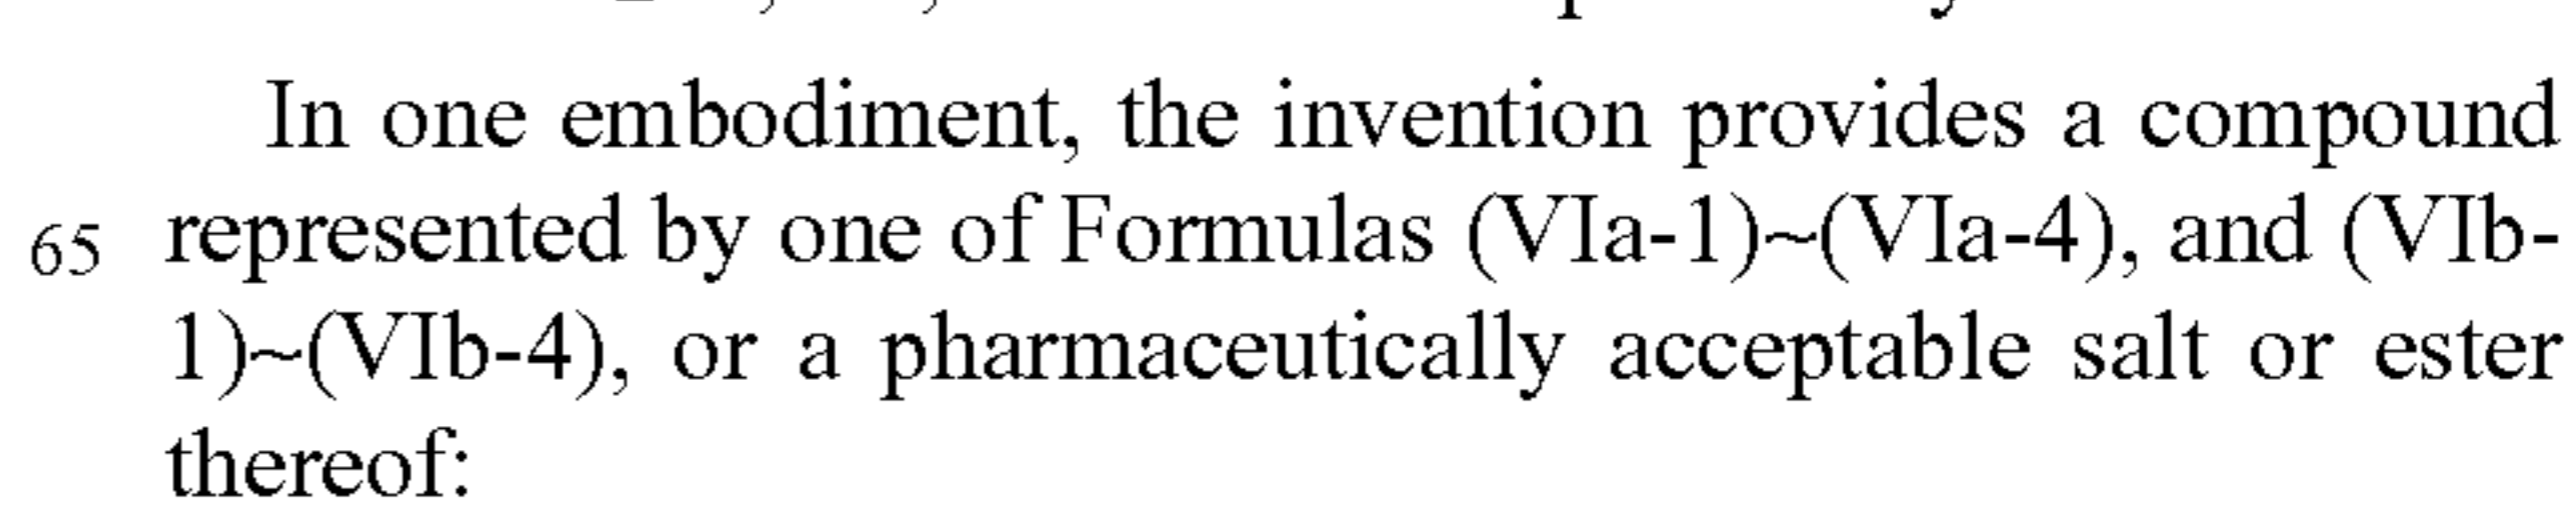 In one embodiment, the invention provides a compound
65 represented by one of Formulas (VIa-1)~(VIa-4), and (VIb-
1)~(VIb-4), or a pharmaceutically acceptable salt or ester
thereof: